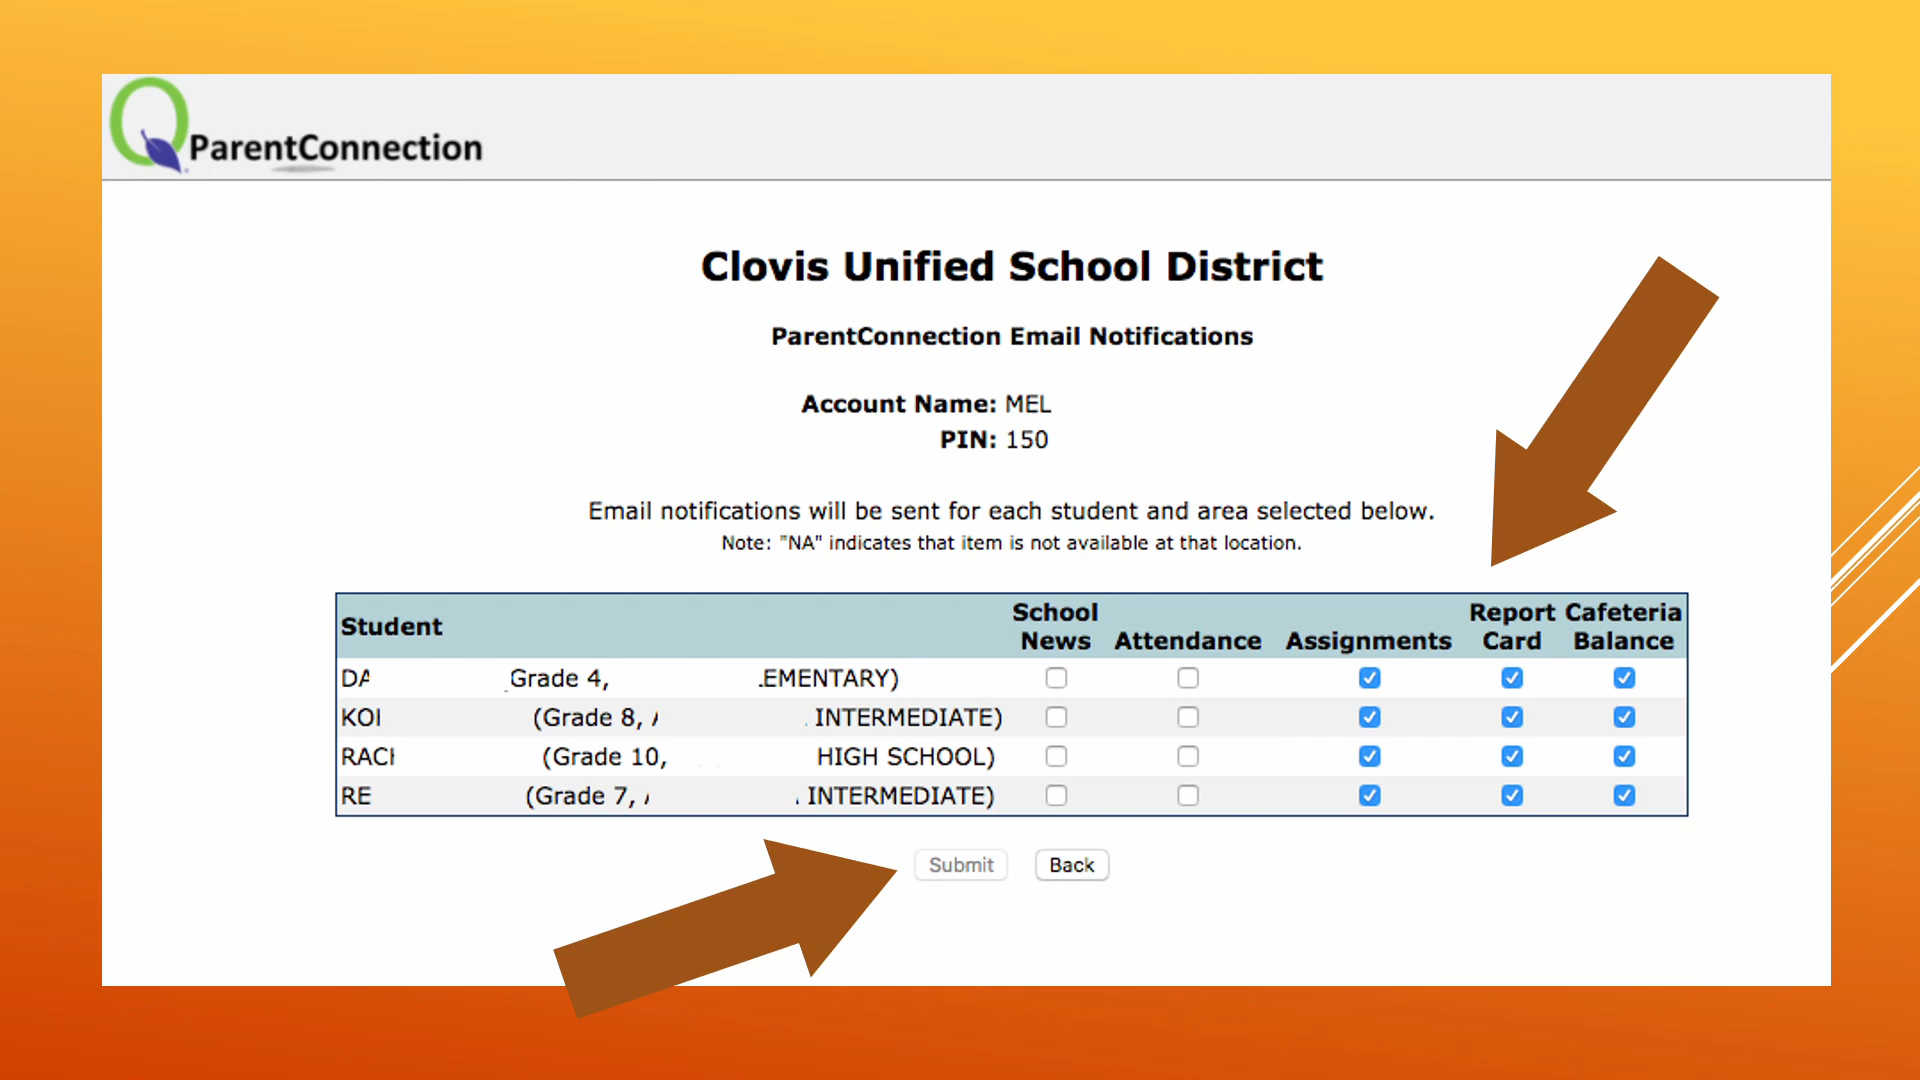 ParentConnection
Clovis Unified School District
ParentConnection Email Notifications
Account Name: MEL
PIN: 150
Email notifications will be sent for each student and area selected below.
Note: "NA" indicates that item is not available at that location.
Student School News Attendance Assignments Report Card Cafeteria Balance
DA Grade 4, EMENTARY)
KO (Grade 8, INTERMEDIATE)
RAC (Grade 10, HIGH SCHOOL)
RE (Grade 7, INTERMEDIATE)
Submit Back